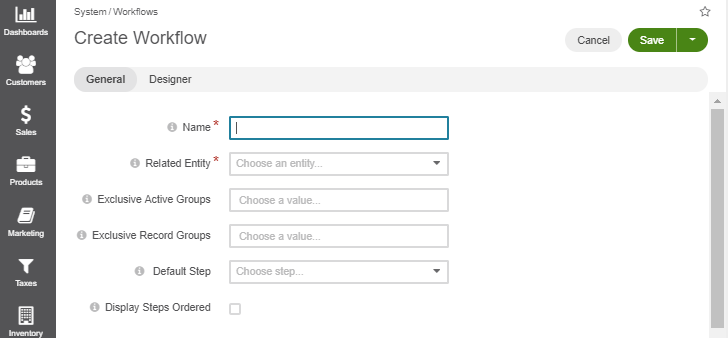 System / Workflows
Create Workflow
Cancel
Save
General
Designer
Name *
Related Entity * Choose an entity...
Exclusive Active Groups Choose a value...
Exclusive Record Groups Choose a value...
Default Step Choose step...
Display Steps Ordered
Dashboards
Customers
Sales
Products
Marketing
Taxes
Inventory